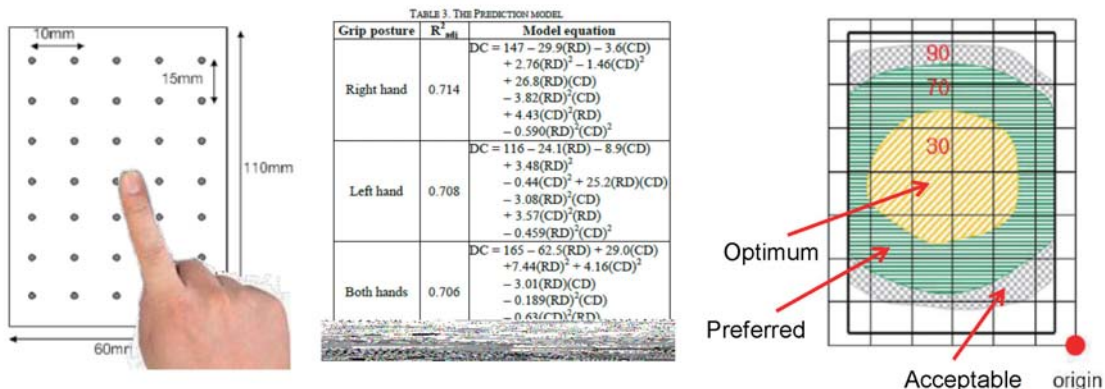 10mm
15mm
110mm
60mm
TABLE 3. THE PREDICTION MODEL
Grip posture R²adj Model equation
Right hand 0.714
DC = 147 – 29.9(RD) – 3.6(CD)
+ 2.76(RD)² – 1.46(CD)²
+ 26.8(RD)(CD)
– 3.82(RD)²(CD)
+ 4.43(CD)²(RD)
– 0.590(RD)²(CD)²
Left hand 0.708
DC = 116 – 24.1(RD) – 8.9(CD)
+ 3.48(RD)²
– 0.44(CD)² + 25.2(RD)(CD)
– 3.08(RD)²(CD)
+ 3.57(CD)²(RD)
– 0.459(RD)²(CD)²
Both hands 0.706
DC = 165 – 62.5(RD) + 29.0(CD)
+7.44(RD)² + 4.16(CD)²
– 3.01(RD)(CD)
– 0.189(RD)²(CD)
– 0.63(CD)²(RD)
90
70
30
Optimum
Preferred
Acceptable
origin